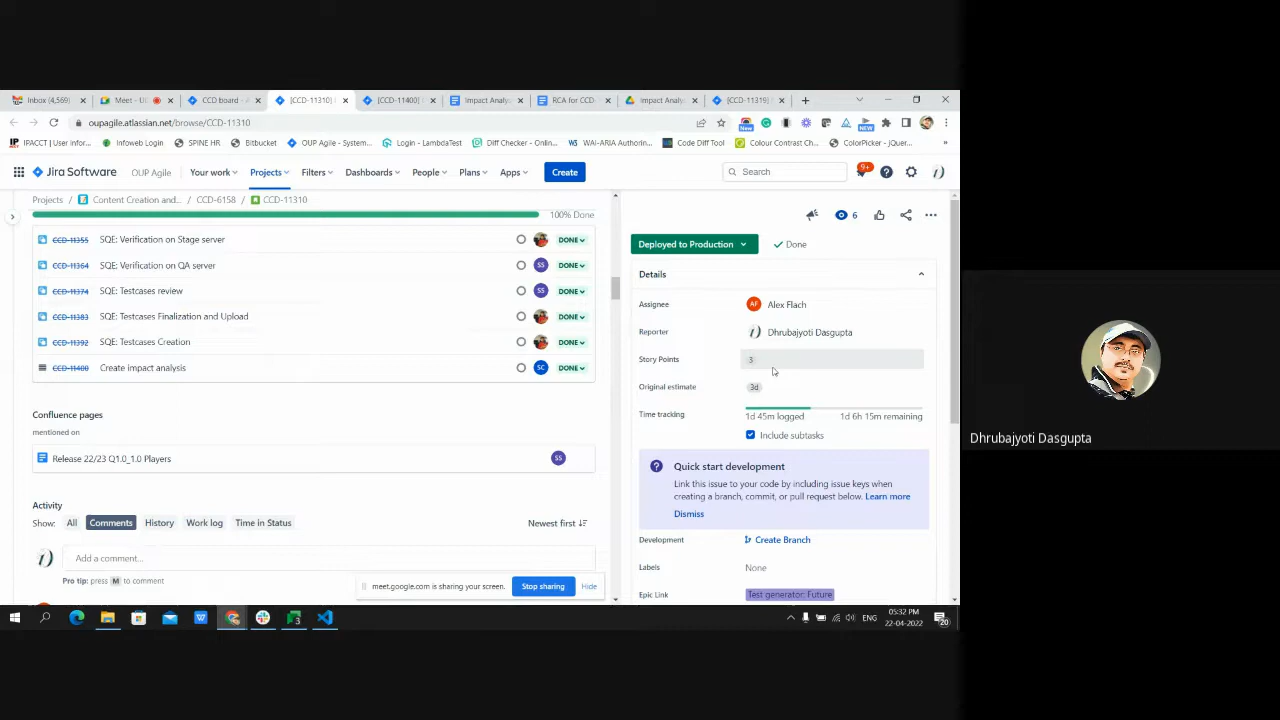 Inbox (4,569)
Meet - U
CCD board - A
[CCD-11310]
[CCD-11400]
Impact Analy
RCA for CCD-
Impact Analy
[CCD-11319]
oupagile.atlassian.net/browse/CCD-11310
IPACCT |User Infor...
Infoweb Login
SPINE HR
Bitbucket
OUP Agile - System...
Login - LambdaTest
Diff Checker - Onlin...
WAI-ARIA Authorin...
Code Diff Tool
Colour Contrast Ch...
ColorPicker - jQuer...
»
Jira Software
OUP Agile
Your work
Projects
Filters
Dashboards
People
Plans
Apps
Create
Search
9+
Projects / Content Creation and... / CCD-6158 / CCD-11310
100% Done
CCD-11355 SQE: Verification on Stage server DONE
CCD-11364 SQE: Verification on QA server SS DONE
CCD-11374 SQE: Testcases review SS DONE
CCD-11383 SQE: Testcases Finalization and Upload DONE
CCD-11392 SQE: Testcases Creation DONE
CCD-11400 Create impact analysis SC DONE
Confluence pages
mentioned on
Release 22/23 Q1.0_1.0 Players SS
Activity
Show: All Comments History Work log Time in Status Newest first
Add a comment...
Pro tip: press M to comment
meet.google.com is sharing your screen. Stop sharing Hide
6
Deployed to Production Done
Details
Assignee AF Alex Flach
Reporter Dhrubajyoti Dasgupta
Story Points 3
Original estimate 3d
Time tracking 1d 45m logged 1d 6h 15m remaining
Include subtasks
Quick start development
Link this issue to your code by including issue keys when
creating a branch, commit, or pull request below. Learn more
Dismiss
Development Create Branch
Labels None
Epic Link Test generator: Future
ENG
05:32 PM
22-04-2022
20
Dhrubajyoti Dasgupta